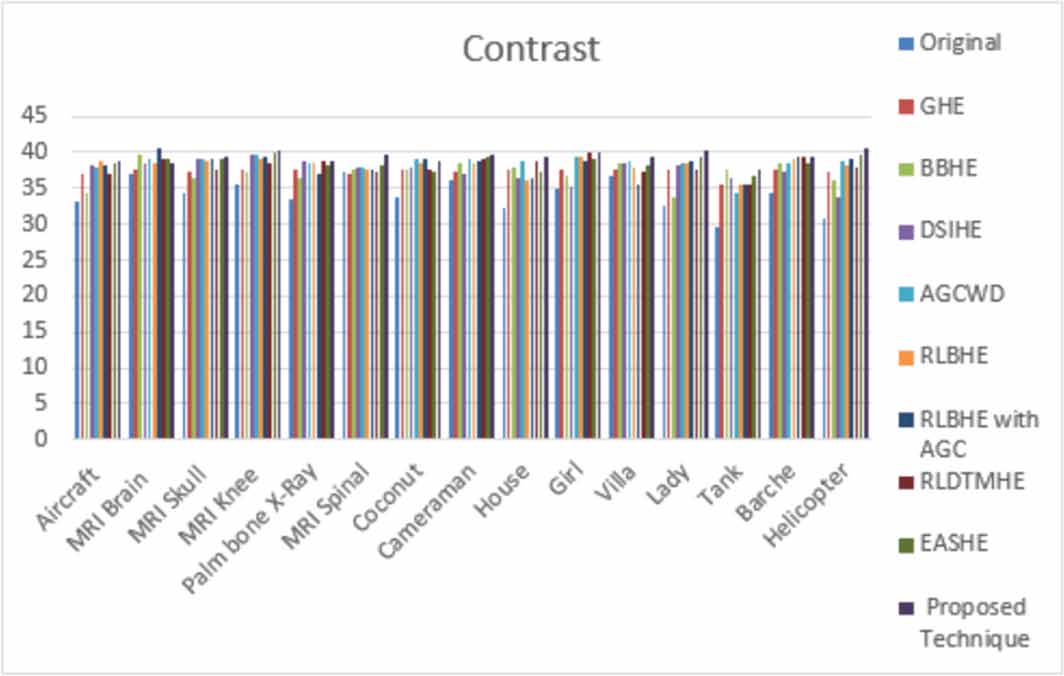 Contrast
45
40
35
30
25
20
15
10
5
0
Aircraft
MRI Brain
MRI Skull
MRI Knee
Palm bone X-Ray
MRI Spinal
Coconut
Cameraman
House
Girl
Villa
Lady
Tank
Barche
Helicopter
Original
GHE
BBHE
DSIHE
AGCWD
RLBHE
RLBHE with
AGC
RLDTMHE
EASHE
Proposed
Technique